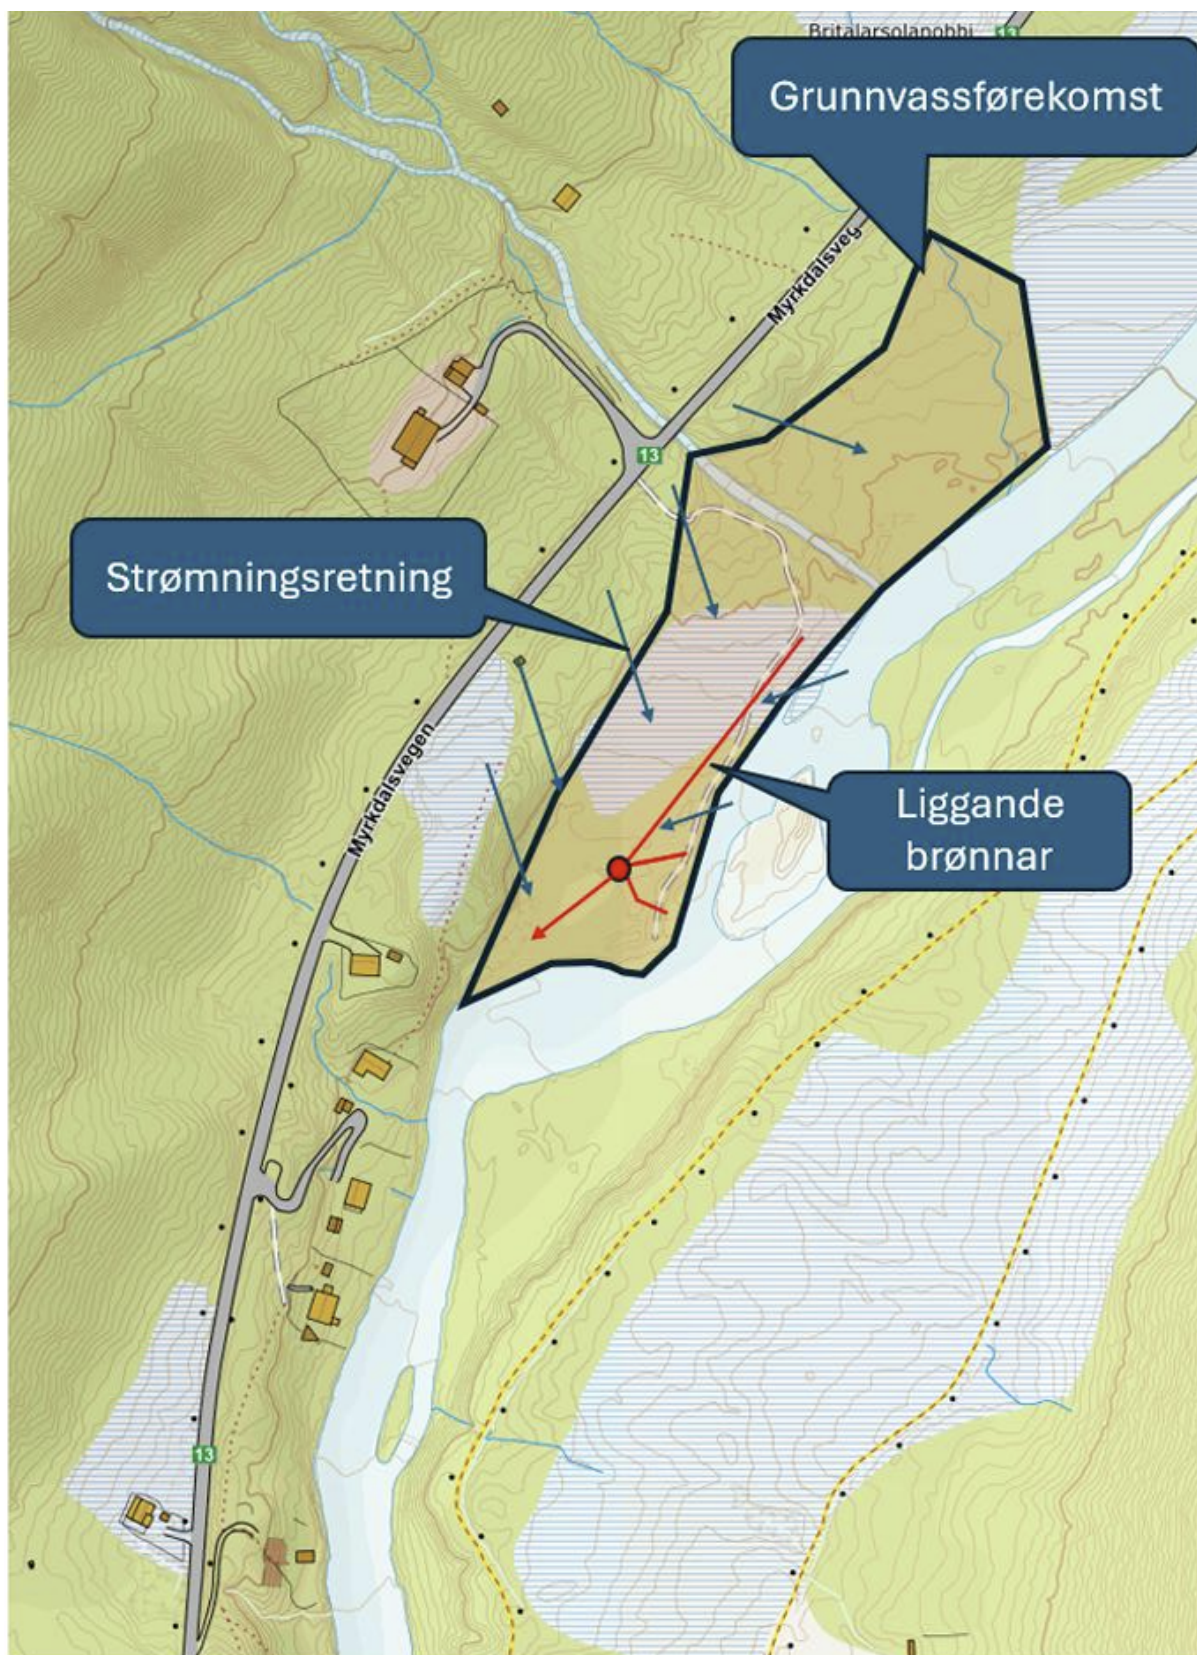 13
Grunnvassførekomst
Myrkdalsveg
13
Strømningsretning
Myrkdalsvegen
Liggande
brønnar
13